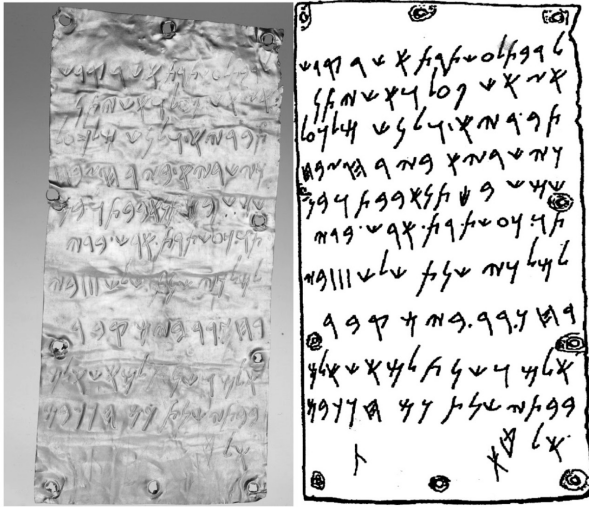 𐤋𐤓𐤁𐤕 𐤋𐤏𐤔𐤕𐤓𐤕 𐤀𐤔𐤓 𐤒𐤃𐤔
𐤀𐤆 𐤀𐤔 𐤐𐤏𐤋 𐤅𐤀𐤔 𐤉𐤕𐤍
𐤕𐤁𐤓𐤉𐤀 𐤅𐤋𐤍𐤔 𐤌𐤋𐤊 𐤏𐤋
𐤊𐤉𐤔𐤓𐤉𐤀 𐤁𐤉𐤓𐤇 𐤆𐤁𐤇
𐤔𐤌𐤔 𐤁𐤌𐤕𐤍𐤀 𐤁𐤁𐤕 𐤅𐤁𐤍
𐤕𐤅 𐤊𐤏𐤔𐤕𐤓𐤕 𐤀𐤓𐤔 𐤁𐤃𐤉
𐤋𐤌𐤋𐤊𐤉 𐤔𐤍𐤕 𐤔𐤋𐤔 𐤖𐤖𐤖 𐤁𐤉
𐤓𐤇 𐤊𐤓𐤓 𐤁𐤉𐤌 𐤒𐤁𐤓
𐤀𐤋𐤌 𐤅𐤔𐤍𐤕 𐤋𐤌𐤀𐤔 𐤀𐤋𐤌
𐤁𐤁𐤕𐤉 𐤔𐤍𐤕 𐤊𐤌 𐤄𐤊𐤊𐤁𐤌
𐤀𐤋